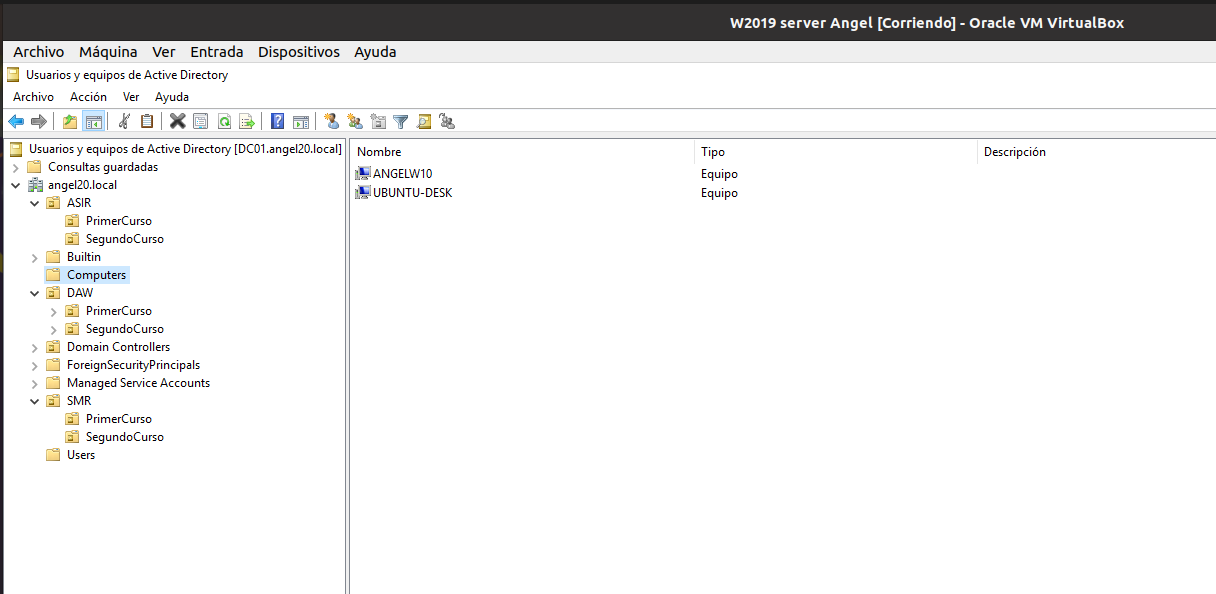 W2019 server Angel [Corriendo] - Oracle VM VirtualBox
Archivo Máquina Ver Entrada Dispositivos Ayuda
Usuarios y equipos de Active Directory
Archivo Acción Ver Ayuda
Usuarios y equipos de Active Directory [DC01.angel20.local]
Consultas guardadas
angel20.local
ASIR
PrimerCurso
SegundoCurso
Builtin
Computers
DAW
PrimerCurso
SegundoCurso
Domain Controllers
ForeignSecurityPrincipals
Managed Service Accounts
SMR
PrimerCurso
SegundoCurso
Users
Nombre Tipo Descripción
ANGELW10 Equipo
UBUNTU-DESK Equipo